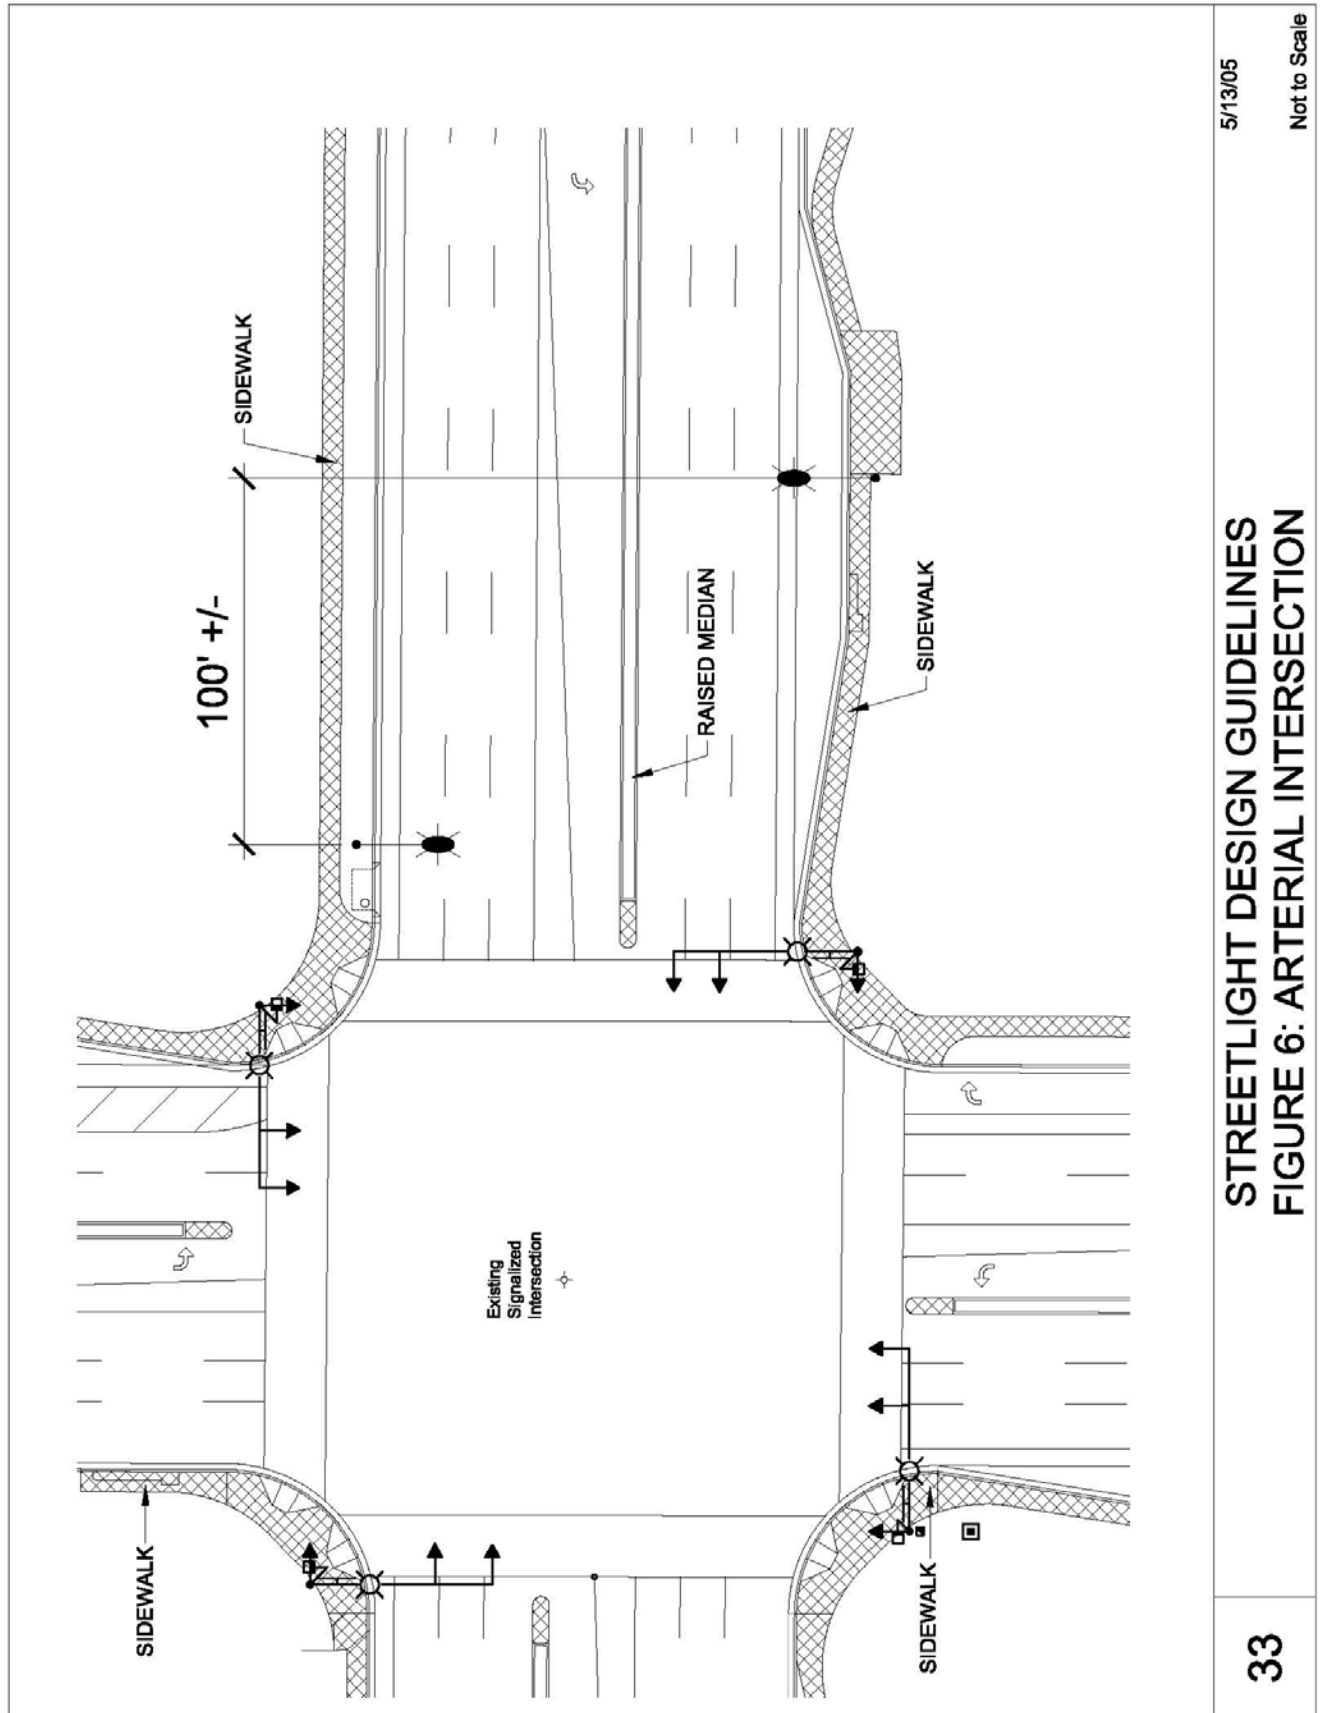 SIDEWALK
100' +/-
SIDEWALK
RAISED MEDIAN
SIDEWALK
Existing
Signalized
Intersection
SIDEWALK
33
STREETLIGHT DESIGN GUIDELINES
FIGURE 6: ARTERIAL INTERSECTION
5/13/05
Not to Scale